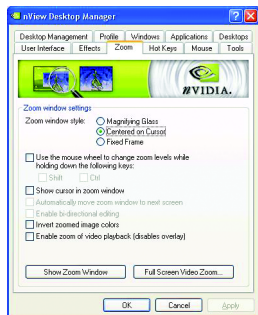 nView Desktop Manager
Desktop Management Profile Windows Applications Desktops
User Interface Effects Zoom Hot Keys Mouse Tools
nVIDIA.
Zoom window settings
Zoom window style: Magnifying Glass
Centered on Cursor
Fixed Frame
Use the mouse wheel to change zoom levels while
holding down the following keys:
Shift Ctrl
Show cursor in zoom window
Automatically move zoom window to next screen
Enable bi-directional editing
Invert zoomed image colors
Enable zoom of video playback (disables overlay)
Show Zoom Window Full Screen Video Zoom...
OK Cancel Apply